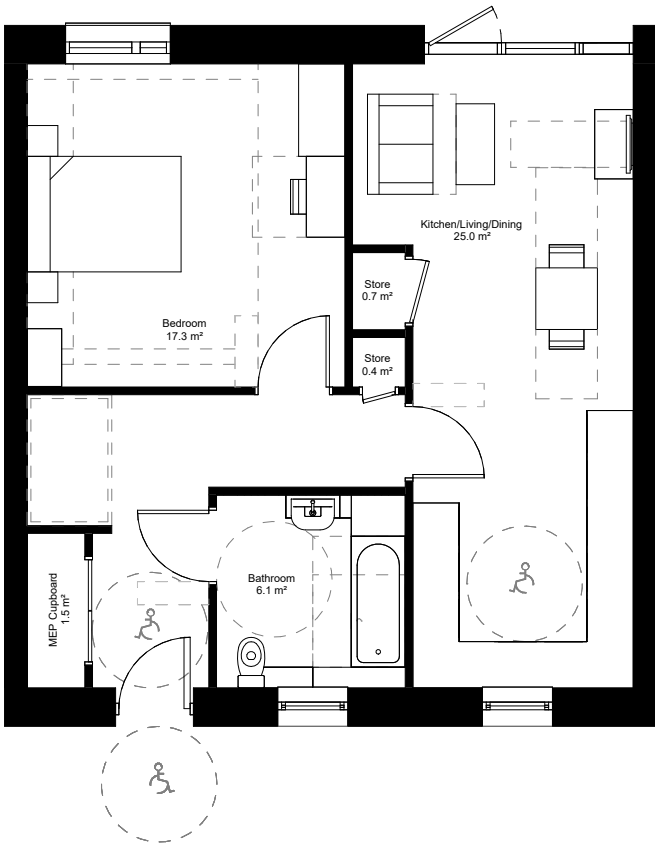 Kitchen/Living/Dining
25.0 m²
Store
0.7 m²
Bedroom
17.3 m²
Store
0.4 m²
Bathroom
6.1 m²
MEP Cupboard
1.5 m²